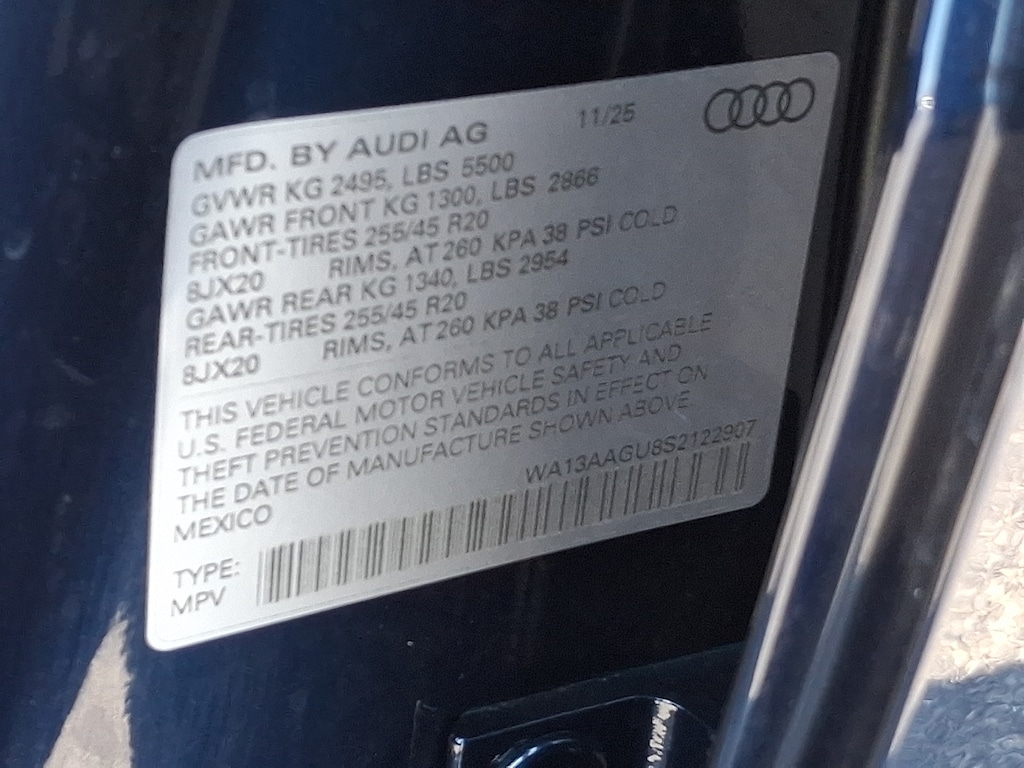 MFD. BY AUDI AG 11/25
GVWR KG 2495, LBS 5500
GAWR FRONT KG 1300, LBS 2866
FRONT-TIRES 255/45 R20
8JX20 RIMS, AT 260 KPA 38 PSI COLD
GAWR REAR KG 1340, LBS 2954
REAR-TIRES 255/45 R20
8JX20 RIMS, AT 260 KPA 38 PSI COLD
THIS VEHICLE CONFORMS TO ALL APPLICABLE
U.S. FEDERAL MOTOR VEHICLE SAFETY AND
THEFT PREVENTION STANDARDS IN EFFECT ON
THE DATE OF MANUFACTURE SHOWN ABOVE
MEXICO WA13AAGU8S2122907
TYPE:
MPV